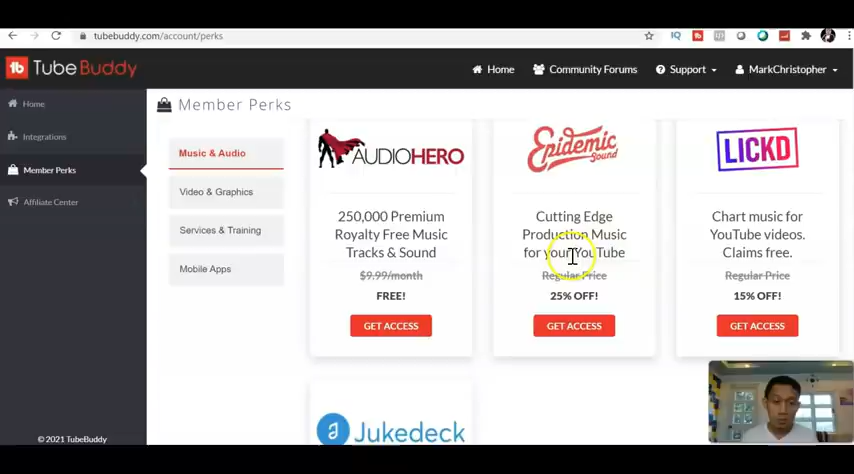 tubebuddy.com/account/perks
TubeBuddy
Home
Community Forums
Support
MarkChristopher
Home
Integrations
Member Perks
Affiliate Center
© 2021 TubeBuddy
Member Perks
Music & Audio
Video & Graphics
Services & Training
Mobile Apps
AUDIOHERO
250,000 Premium
Royalty Free Music
Tracks & Sound
$9.99/month
FREE!
GET ACCESS
Epidemic
Sound
Cutting Edge
Production Music
for your YouTube
Regular Price
25% OFF!
GET ACCESS
LICKD
Chart music for
YouTube videos.
Claims free.
Regular Price
15% OFF!
GET ACCESS
Jukedeck